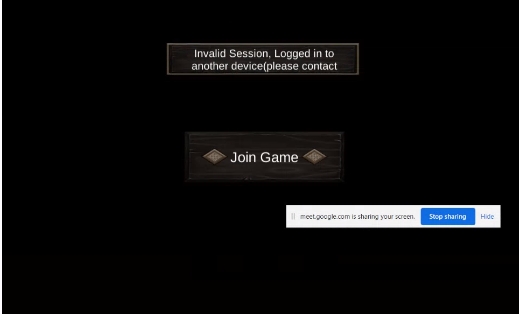 Invalid Session, Logged in to
another device(please contact
Join Game
meet.google.com is sharing your screen.
Stop sharing
Hide